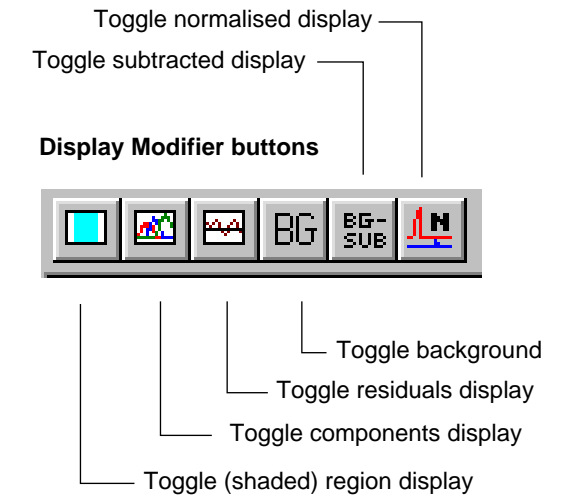 Toggle normalised display
Toggle subtracted display
Display Modifier buttons
BG
BG-
SUB
N
Toggle background
Toggle residuals display
Toggle components display
Toggle (shaded) region display